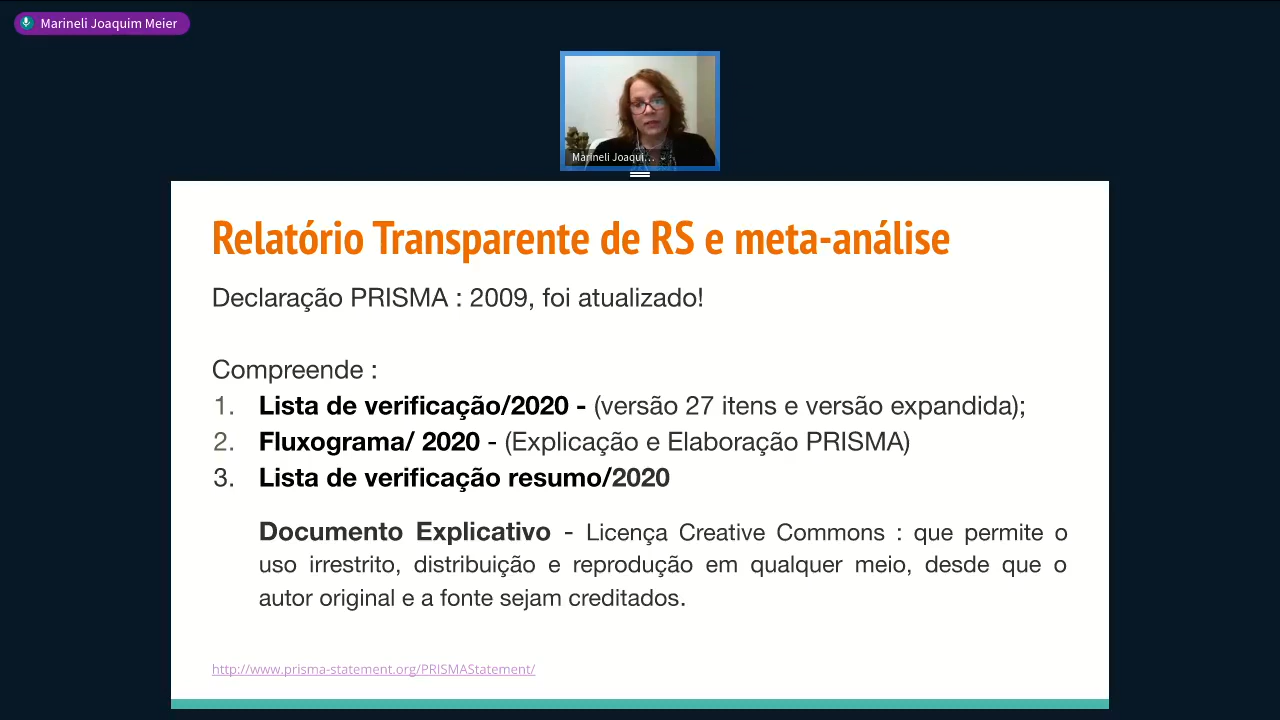 Marineli Joaquim Meier
Marineli Joaqui...
Relatório Transparente de RS e meta-análise
Declaração PRISMA : 2009, foi atualizado!
Compreende :
1. Lista de verificação/2020 - (versão 27 itens e versão expandida);
2. Fluxograma/ 2020 - (Explicação e Elaboração PRISMA)
3. Lista de verificação resumo/2020
Documento Explicativo - Licença Creative Commons : que permite o
uso irrestrito, distribuição e reprodução em qualquer meio, desde que o
autor original e a fonte sejam creditados.
http://www.prisma-statement.org/PRISMAStatement/